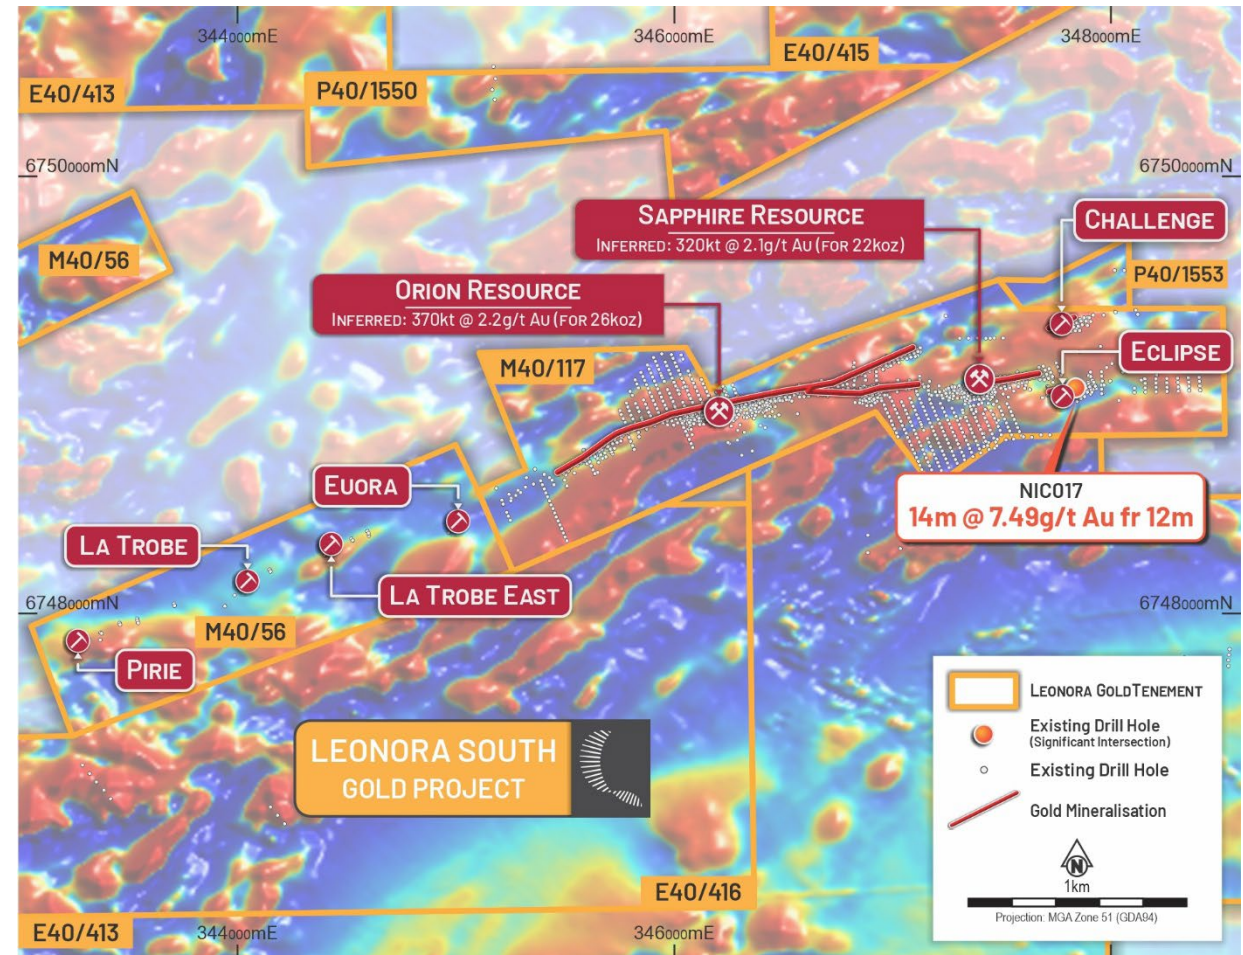 344000mE
346000mE
348000mE
E40/413
P40/1550
E40/415
6750000mN
6750000mN
M40/56
SAPPHIRE RESOURCE
INFERRED: 320kt @ 2.1g/t Au (FOR 22koz)
CHALLENGE
P40/1553
ORION RESOURCE
INFERRED: 370kt @ 2.2g/t Au (FOR 26koz)
ECLIPSE
M40/117
EUORA
NIC017
14m @ 7.49g/t Au fr 12m
LA TROBE
LA TROBE EAST
6748000mN
6748000mN
M40/56
PIRIE
LEONORA SOUTH
GOLD PROJECT
LEONORA GOLDTENEMENT
Existing Drill Hole
(Significant Intersection)
Existing Drill Hole
Gold Mineralisation
N
1km
Projection: MGA Zone 51 (GDA94)
E40/416
E40/413
344000mE
346000mE